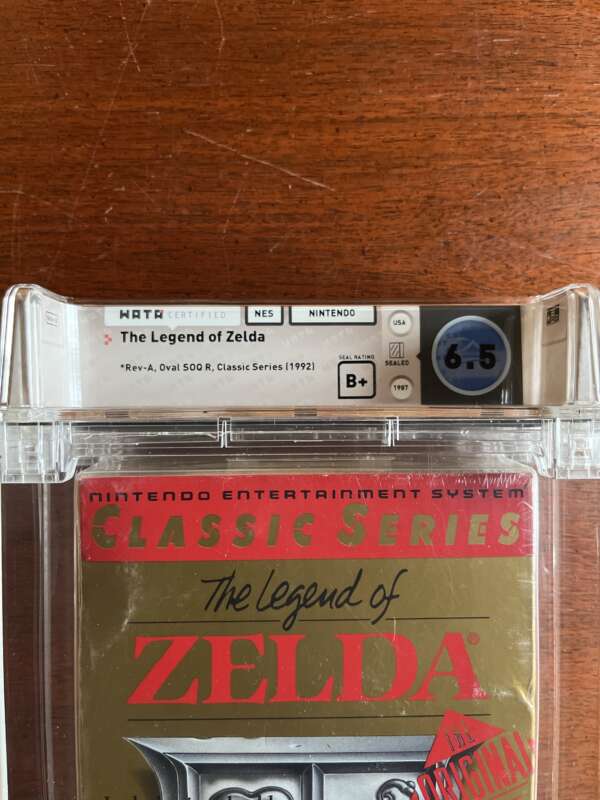 WATA CERTIFIED NES NINTENDO
The Legend of Zelda
*Rev-A, Oval SOQ R, Classic Series (1992)
SEAL RATING
B+
USA
SEALED
1987
6.5
NINTENDO ENTERTAINMENT SYSTEM
CLASSIC SERIES
The Legend of
ZELDA®
THE
ORIGINAL